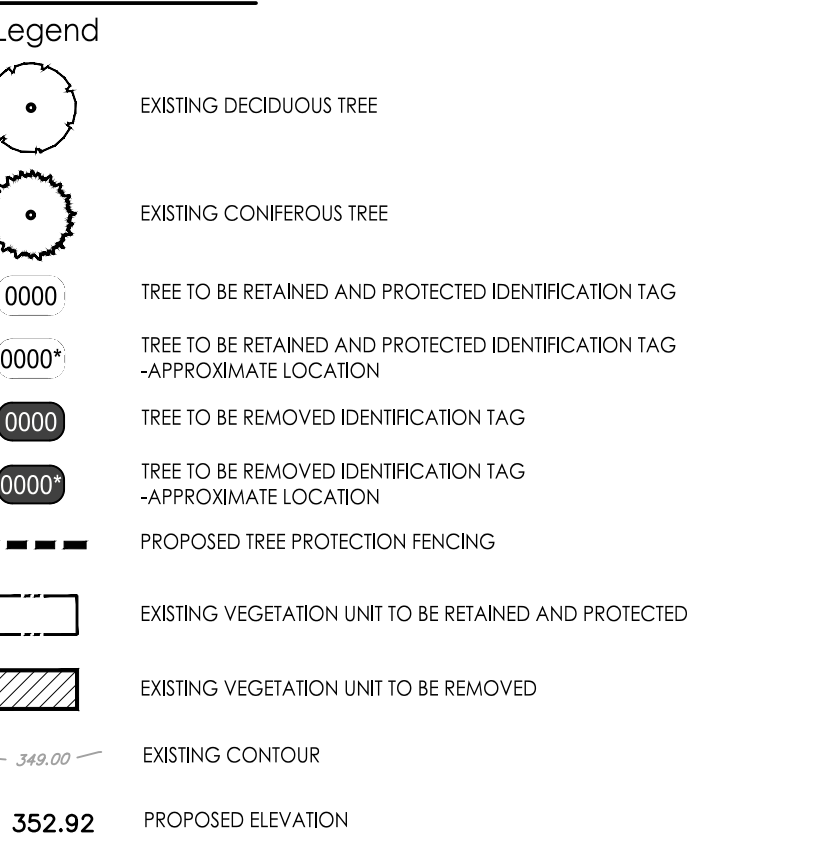 Legend
EXISTING DECIDUOUS TREE
EXISTING CONIFEROUS TREE
0000 TREE TO BE RETAINED AND PROTECTED IDENTIFICATION TAG
0000* TREE TO BE RETAINED AND PROTECTED IDENTIFICATION TAG
-APPROXIMATE LOCATION
0000 TREE TO BE REMOVED IDENTIFICATION TAG
0000* TREE TO BE REMOVED IDENTIFICATION TAG
-APPROXIMATE LOCATION
PROPOSED TREE PROTECTION FENCING
EXISTING VEGETATION UNIT TO BE RETAINED AND PROTECTED
EXISTING VEGETATION UNIT TO BE REMOVED
349.00 EXISTING CONTOUR
352.92 PROPOSED ELEVATION